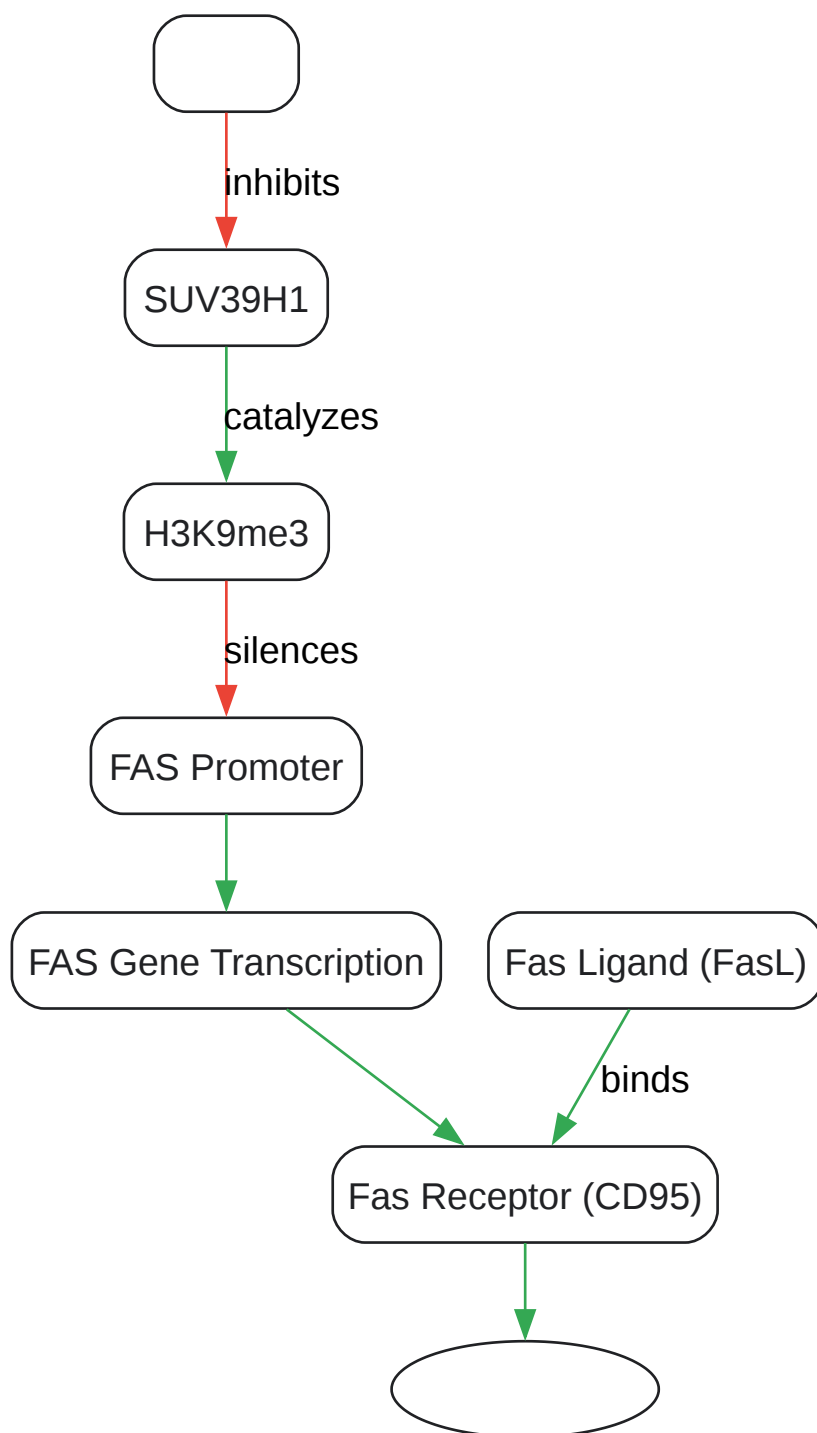 inhibits
SUV39H1
catalyzes
H3K9me3
silences
FAS Promoter
FAS Gene Transcription
Fas Ligand (FasL)
binds
Fas Receptor (CD95)